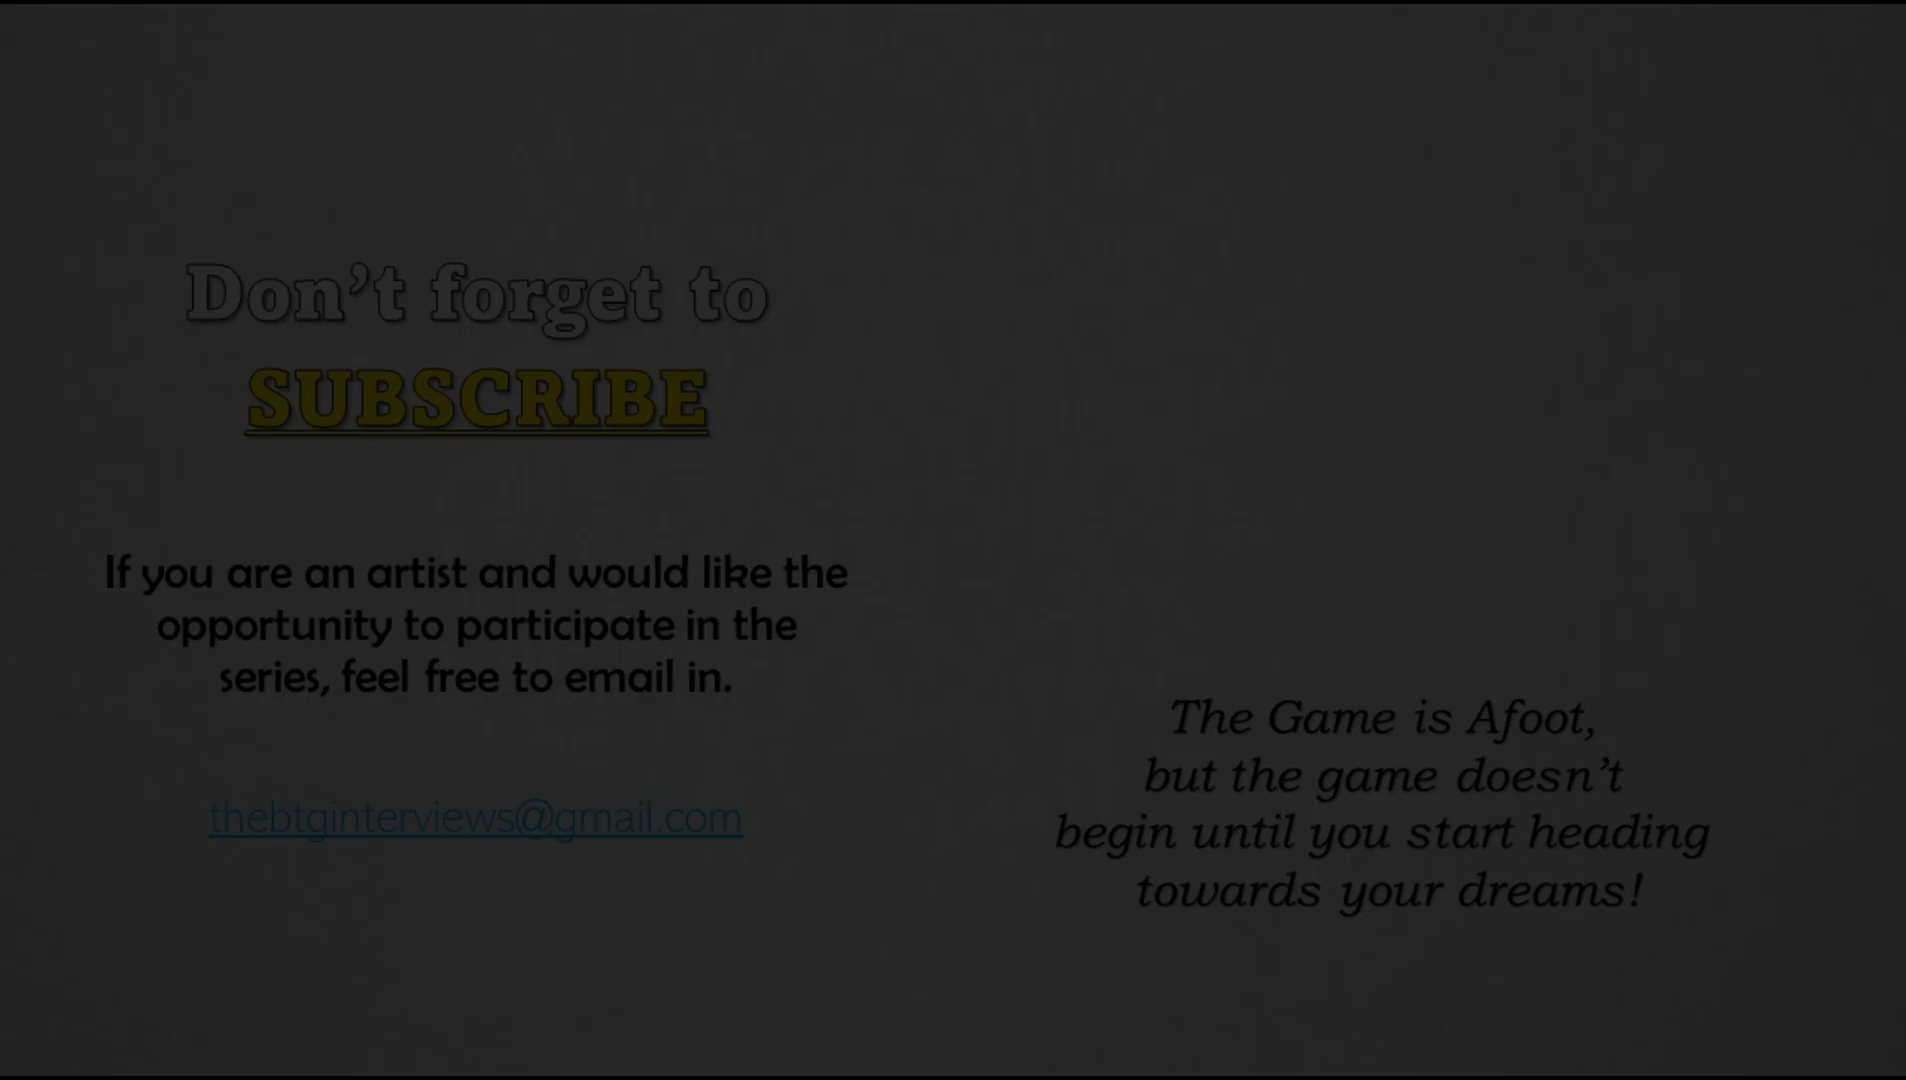 Don’t forget to
SUBSCRIBE
If you are an artist and would like the
opportunity to participate in the
series, feel free to email in.
thebtginterviews@gmail.com
The Game is Afoot,
but the game doesn’t
begin until you start heading
towards your dreams!